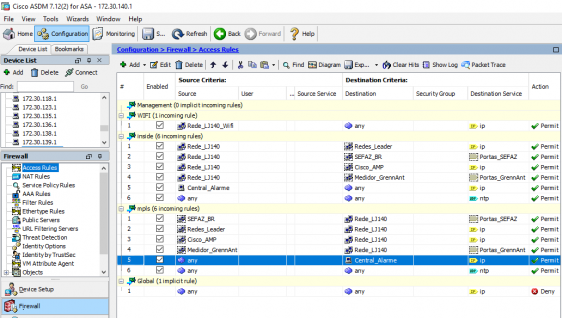 Cisco ASDM 7.12(2) for ASA - 172.30.140.1
File View Tools Wizards Window Help
Home Configuration Monitoring S... Refresh Back Forward Help
Device List Bookmarks
Configuration > Firewall > Access Rules
Device List
Add Delete Connect
Add Edit Delete Find Diagram Exp... Clear Hits Show Log Packet Trace
Find: Go
172.30.118.1
172.30.123.1
172.30.135.1
172.30.136.1
172.30.138.1
172.30.139.1
Firewall
Access Rules
NAT Rules
Service Policy Rules
AAA Rules
Filter Rules
Ethertype Rules
Public Servers
URL Filtering Servers
Threat Detection
Identity Options
Identity by TrustSec
VM Attribute Agent
Objects
Device Setup
Firewall
Source Criteria: Destination Criteria:
# Enabled Source User ... Source Service Destination Security Group Destination Service Action
Management (0 implicit incoming rules)
WIFI (1 incoming rule)
1 Rede_LJ140_Wifi any ip Permit
inside (6 incoming rules)
1 Rede_LJ140 Redes_Leader ip Permit
2 Rede_LJ140 SEFAZ_BR Portas_SEFAZ Permit
3 Rede_LJ140 Cisco_AMP ip Permit
4 Rede_LJ140 Medidor_GrennAnt Portas_GrennAnt Permit
5 Central_Alarme any ip Permit
6 any any ntp Permit
mpls (6 incoming rules)
1 SEFAZ_BR Rede_LJ140 Portas_SEFAZ Permit
2 Redes_Leader Rede_LJ140 ip Permit
3 Cisco_AMP Rede_LJ140 ip Permit
4 Medidor_GrennAnt Rede_LJ140 Portas_GrennAnt Permit
5 any Central_Alarme ip Permit
6 any any ntp Permit
Global (1 implicit rule)
1 any any ip Deny